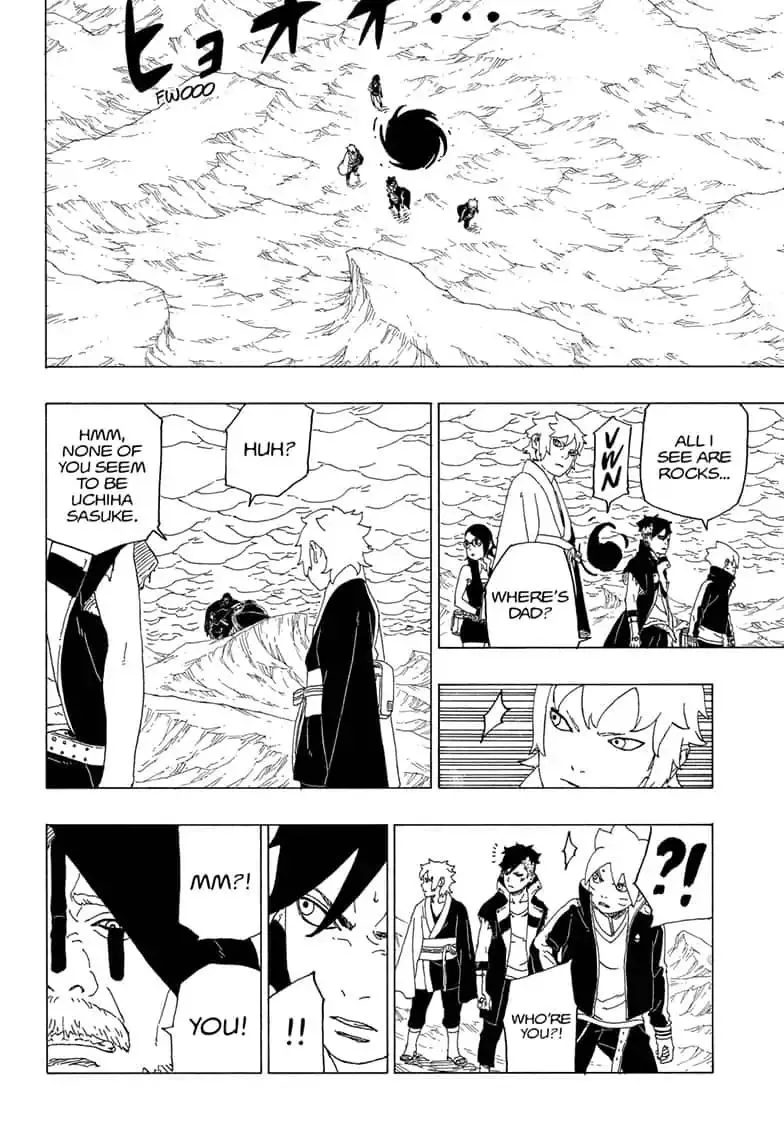 ヒョオオ・・・
FWOOO
ALL I
SEE ARE
ROCKS...
VWN
WHERE'S
DAD?
HUH?
HMM,
NONE OF
YOU SEEM
TO BE
UCHIHA
SASUKE.
?!
WHO'RE
YOU?!
!!
MM?!
YOU!